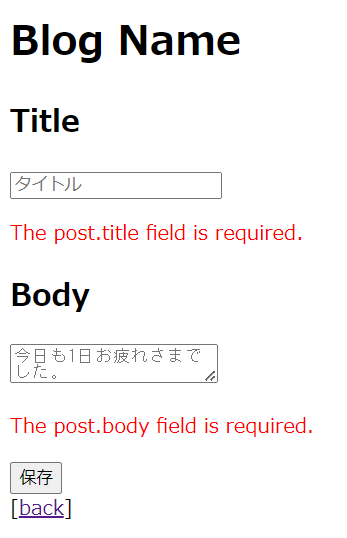 Blog Name
Title
タイトル
The post.title field is required.
Body
今日も1日お疲れさまで
した。
The post.body field is required.
保存
[back]